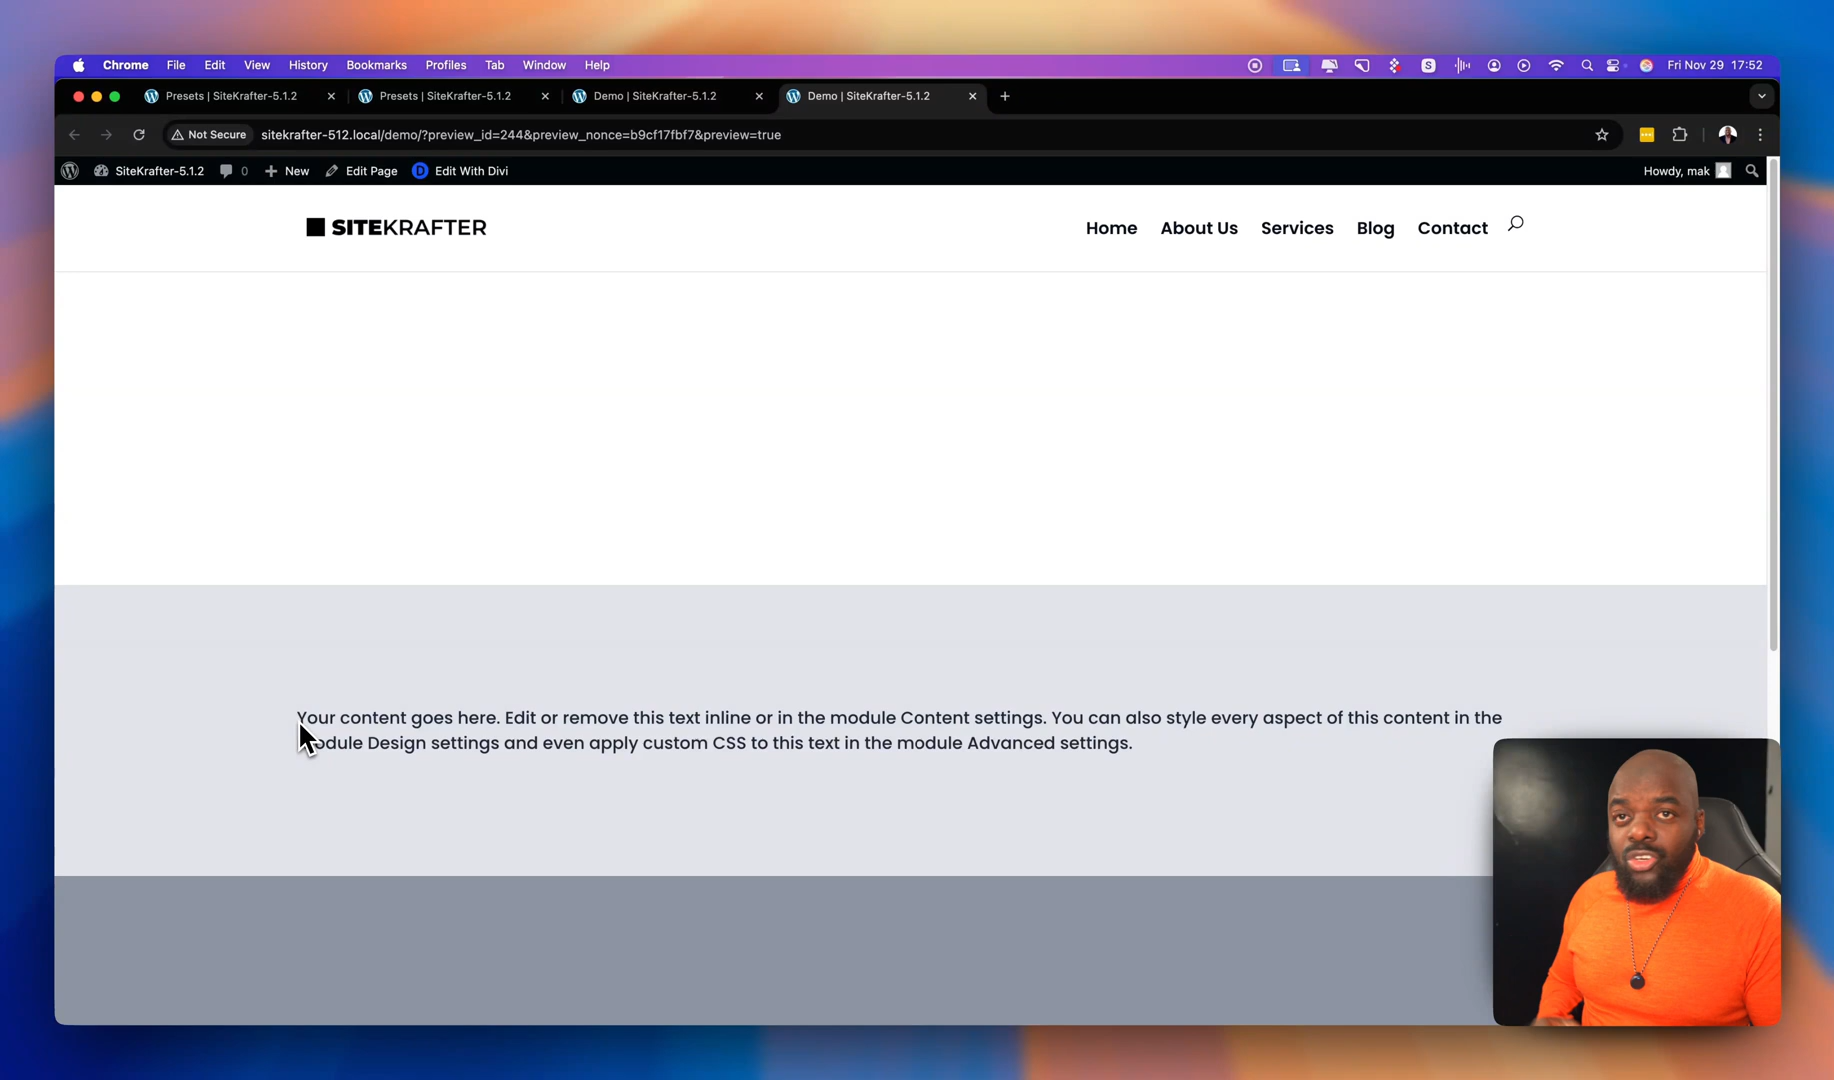 Chrome File Edit View History Bookmarks Profiles Tab Window Help S Fri Nov 29 17:52
Presets | SiteKrafter-5.1.2 Presets | SiteKrafter-5.1.2 Demo | SiteKrafter-5.1.2 Demo | SiteKrafter-5.1.2
Not Secure sitekrafter-512.local/demo/?preview_id=244&preview_nonce=b9cf17fbf7&preview=true
SiteKrafter-5.1.2 0 New Edit Page D Edit With Divi Howdy, mak
SITEKRAFTER Home About Us Services Blog Contact
Your content goes here. Edit or remove this text inline or in the module Content settings. You can also style every aspect of this content in the
module Design settings and even apply custom CSS to this text in the module Advanced settings.